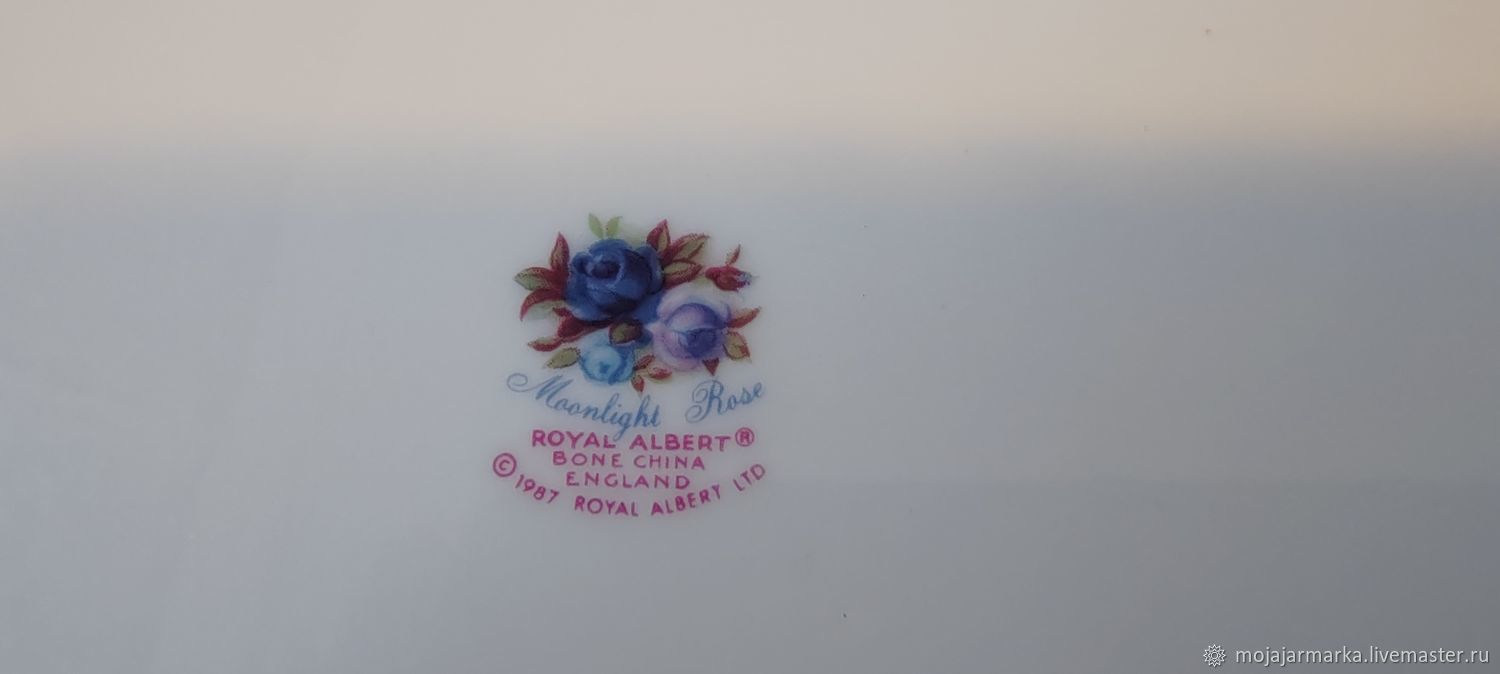 Moonlight Rose
ROYAL ALBERT®
BONE CHINA
ENGLAND
© 1987 ROYAL ALBERT LTD
mojajarmarka.livemaster.ru